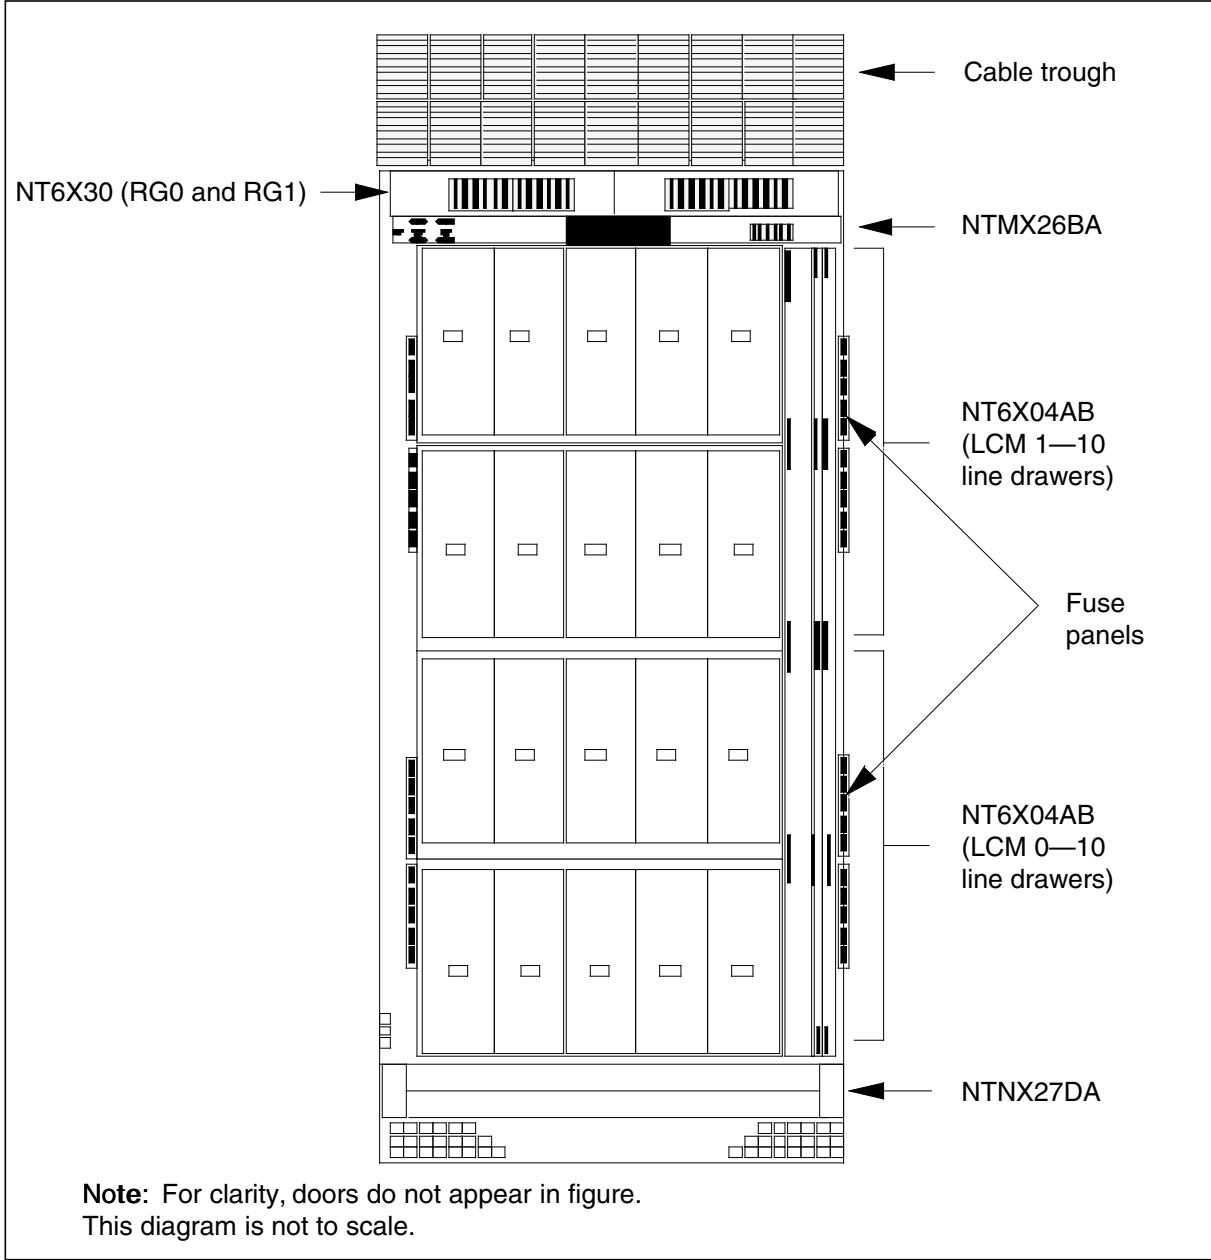 Cable trough
NT6X30 (RG0 and RG1)
NTMX26BA
NT6X04AB
(LCM 1—10
line drawers)
Fuse
panels
NT6X04AB
(LCM 0—10
line drawers)
NTNX27DA
Note: For clarity, doors do not appear in figure.
This diagram is not to scale.